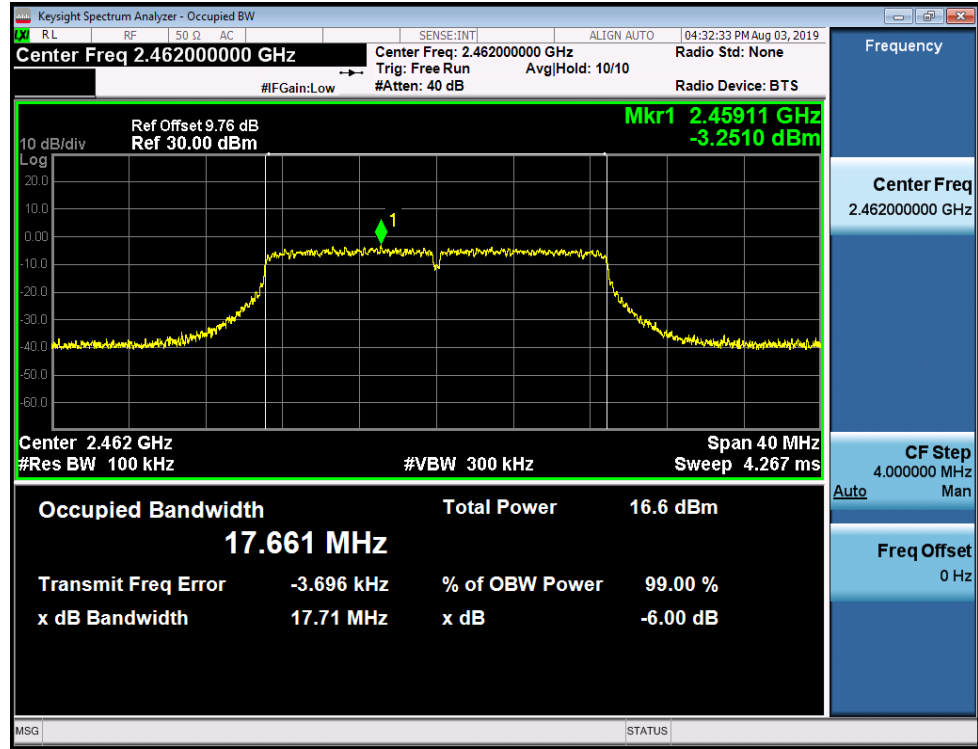 Keysight Spectrum Analyzer - Occupied BW
LXI RL RF 50 Ω AC SENSE:INT ALIGN AUTO 04:32:33 PM Aug 03, 2019
Center Freq 2.462000000 GHz
Center Freq: 2.462000000 GHz Radio Std: None
Trig: Free Run Avg|Hold: 10/10
#IFGain:Low #Atten: 40 dB Radio Device: BTS
Mkr1 2.45911 GHz
-3.2510 dBm
Ref Offset 9.76 dB
10 dB/div Ref 30.00 dBm
Log
20.0
10.0
0.00
-10.0
-20.0
-30.0
-40.0
-50.0
-60.0
1
Center 2.462 GHz Span 40 MHz
#Res BW 100 kHz #VBW 300 kHz Sweep 4.267 ms
Occupied Bandwidth Total Power 16.6 dBm
17.661 MHz
Transmit Freq Error -3.696 kHz % of OBW Power 99.00 %
x dB Bandwidth 17.71 MHz x dB -6.00 dB
Frequency
Center Freq
2.462000000 GHz
CF Step
4.000000 MHz
Auto Man
Freq Offset
0 Hz
MSG STATUS